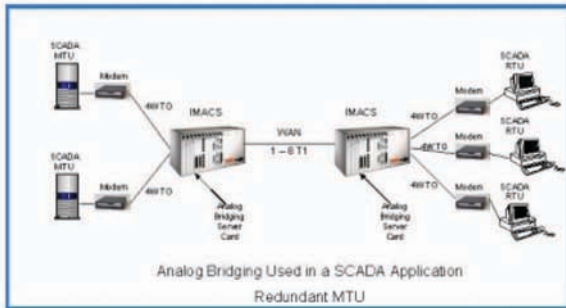 SCADA
MTU
Modem
4WTO
IMACS
SCADA
MTU
Modem
4WTO
Analog
Bridging
Server
Card
WAN
1 – 8 T1
IMACS
Analog
Bridging
Server
Card
4WTO
Modem
SCADA
RTU
4WTO
Modem
SCADA
RTU
4WTO
Modem
SCADA
RTU
Analog Bridging Used in a SCADA Application
Redundant MTU